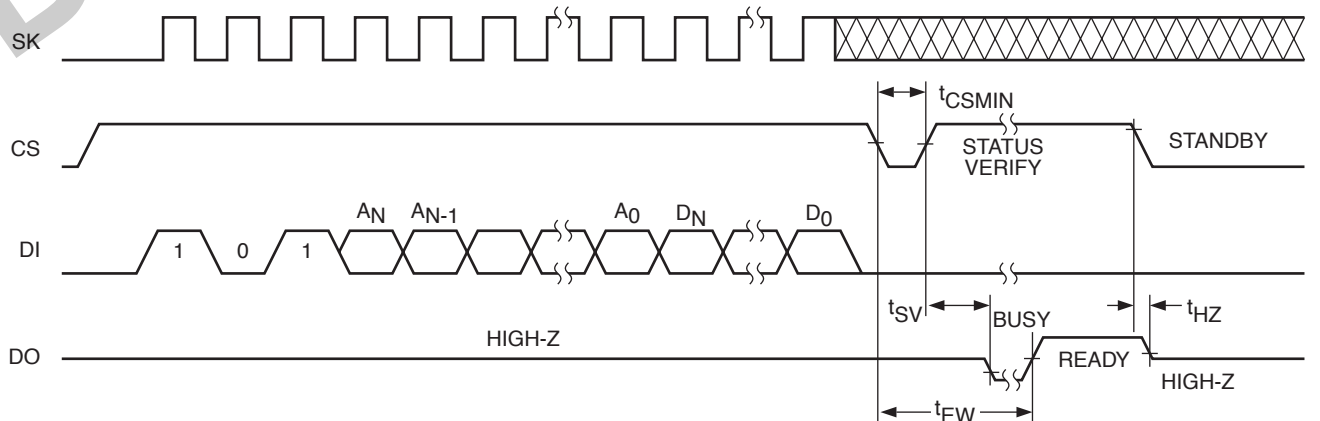 SK
tCSMIN
CS
STATUS
VERIFY
STANDBY
AN
AN-1
A0
DN
D0
DI
1
0
1
tSV
BUSY
tHZ
HIGH-Z
DO
READY
HIGH-Z
tEW